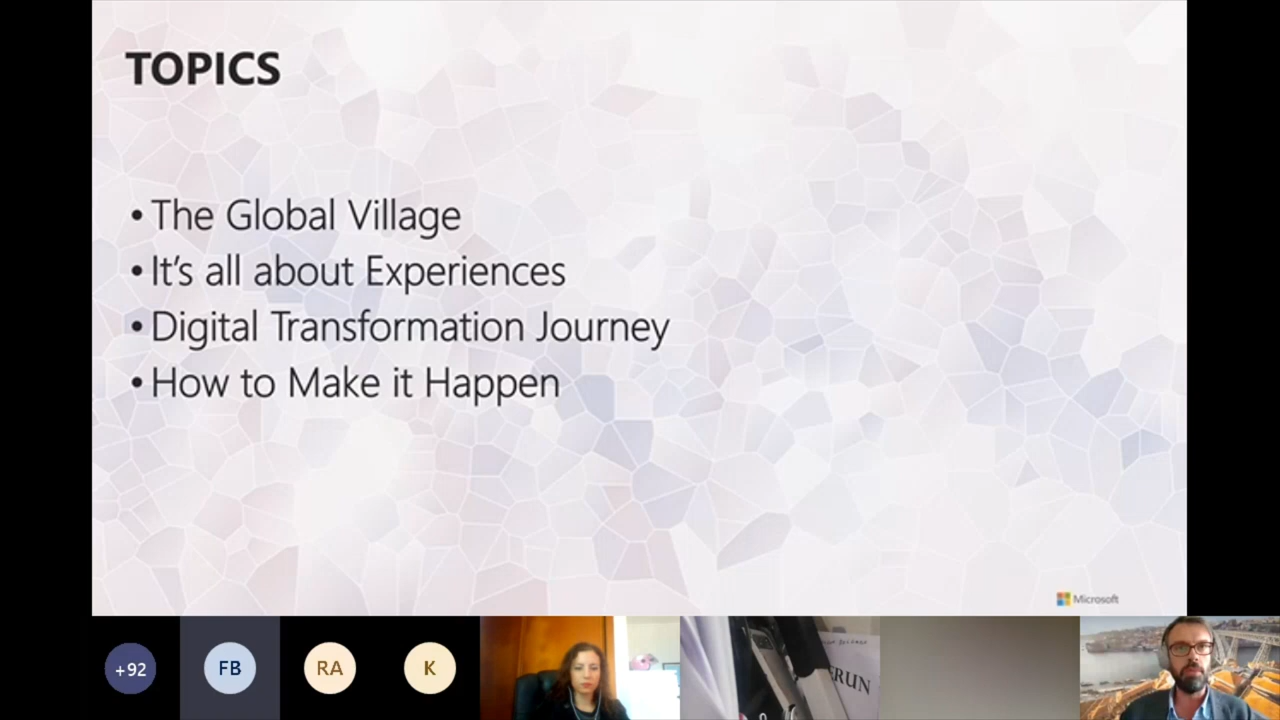 TOPICS
• The Global Village
• It's all about Experiences
• Digital Transformation Journey
• How to Make it Happen
Microsoft
+92
FB
RA
K